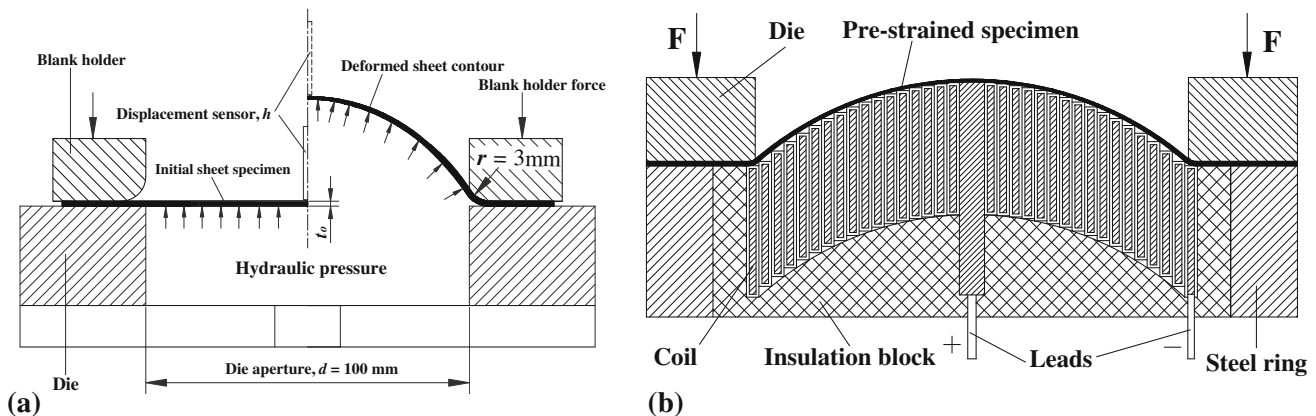 Blank holder
Displacement sensor, h
Initial sheet specimen
Deformed sheet contour
Blank holder force
r = 3mm
tₒ
Hydraulic pressure
Die
Die aperture, d = 100 mm
(a)
F
Die
Pre-strained specimen
F
+
−
Coil
Insulation block
Leads
Steel ring
(b)